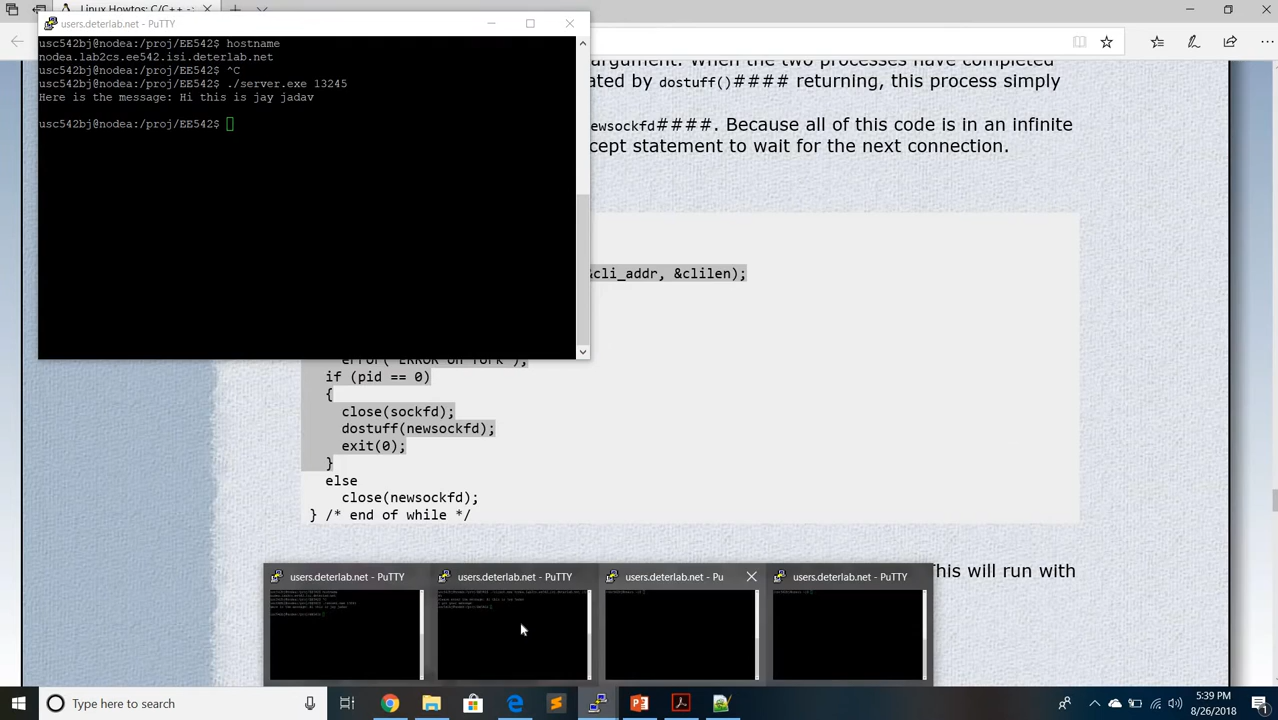 users.deterlab.net - PuTTY
usc542bj@nodea:/proj/EE542$ hostname
nodea.lab2cs.ee542.isi.deterlab.net
usc542bj@nodea:/proj/EE542$ ^C
usc542bj@nodea:/proj/EE542$ ./server.exe 13245
Here is the message: Hi this is jay jadav
usc542bj@nodea:/proj/EE542$
argument. When the two processes have completed
ated by dostuff()#### returning, this process simply
ewsockfd####. Because all of this code is in an infinite
cept statement to wait for the next connection.
&cli_addr, &clilen);
error("ERROR on fork");
if (pid == 0)
{
close(sockfd);
dostuff(newsockfd);
exit(0);
}
else
close(newsockfd);
} /* end of while */
his will run with
users.deterlab.net - PuTTY
users.deterlab.net - PuTTY
users.deterlab.net - Pu
users.deterlab.net - PuTTY
Type here to search
5:39 PM
8/26/2018